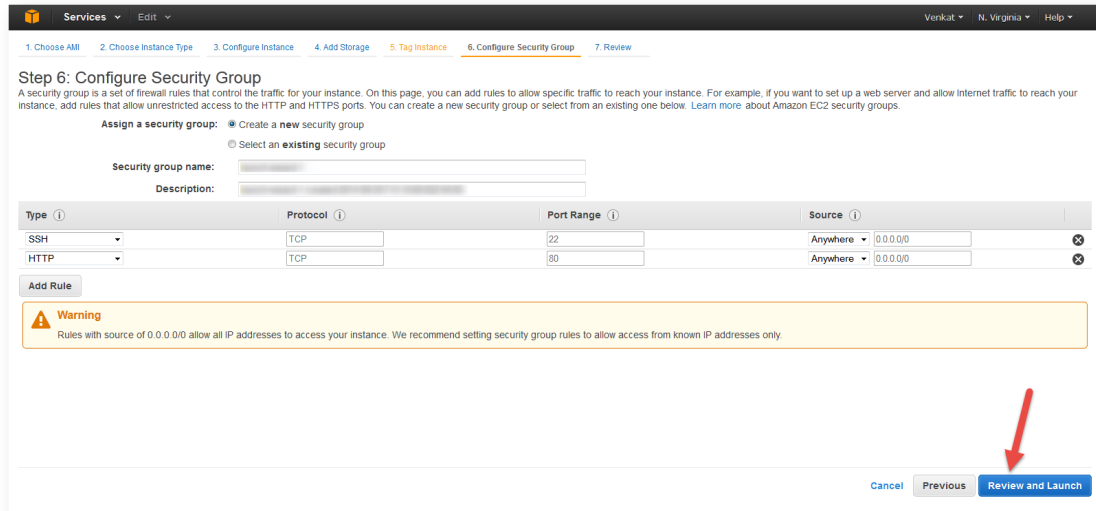 Services Edit Venkat N. Virginia Help
1. Choose AMI 2. Choose Instance Type 3. Configure Instance 4. Add Storage 5. Tag Instance 6. Configure Security Group 7. Review
Step 6: Configure Security Group
A security group is a set of firewall rules that control the traffic for your instance. On this page, you can add rules to allow specific traffic to reach your instance. For example, if you want to set up a web server and allow Internet traffic to reach your
instance, add rules that allow unrestricted access to the HTTP and HTTPS ports. You can create a new security group or select from an existing one below. Learn more about Amazon EC2 security groups.
Assign a security group: Create a new security group
Select an existing security group
Security group name:
Description:
Type Protocol Port Range Source
SSH TCP 22 Anywhere 0.0.0.0/0
HTTP TCP 80 Anywhere 0.0.0.0/0
Add Rule
Warning
Rules with source of 0.0.0.0/0 allow all IP addresses to access your instance. We recommend setting security group rules to allow access from known IP addresses only.
Cancel Previous Review and Launch